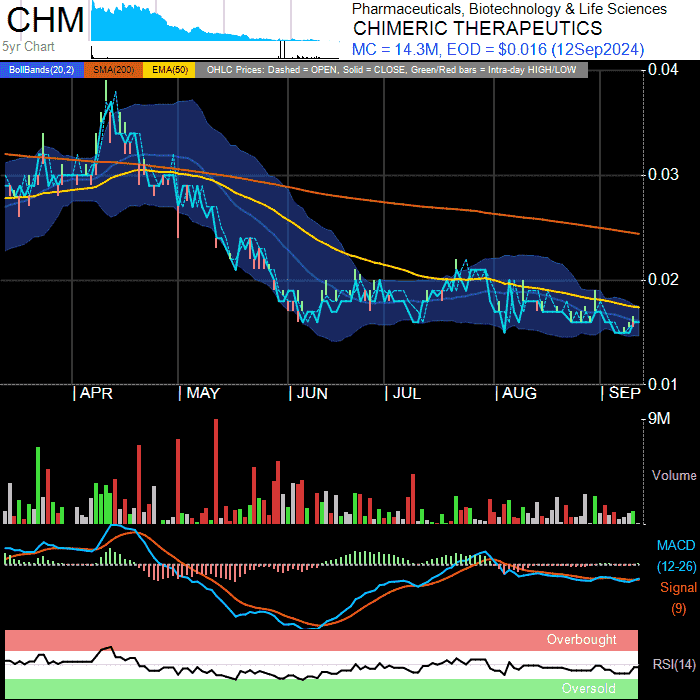 CHM
5yr Chart
Pharmaceuticals, Biotechnology & Life Sciences
CHIMERIC THERAPEUTICS
MC = 14.3M, EOD = $0.016 (12Sep2024)
BollBands(20,2) SMA(200) EMA(50) OHLC Prices: Dashed = OPEN, Solid = CLOSE, Green/Red bars = Intra-day HIGH/LOW
0.04
0.03
0.02
0.01
APR MAY JUN JUL AUG SEP
9M
Volume
MACD
(12-26)
Signal
(9)
Overbought
RSI(14)
Oversold